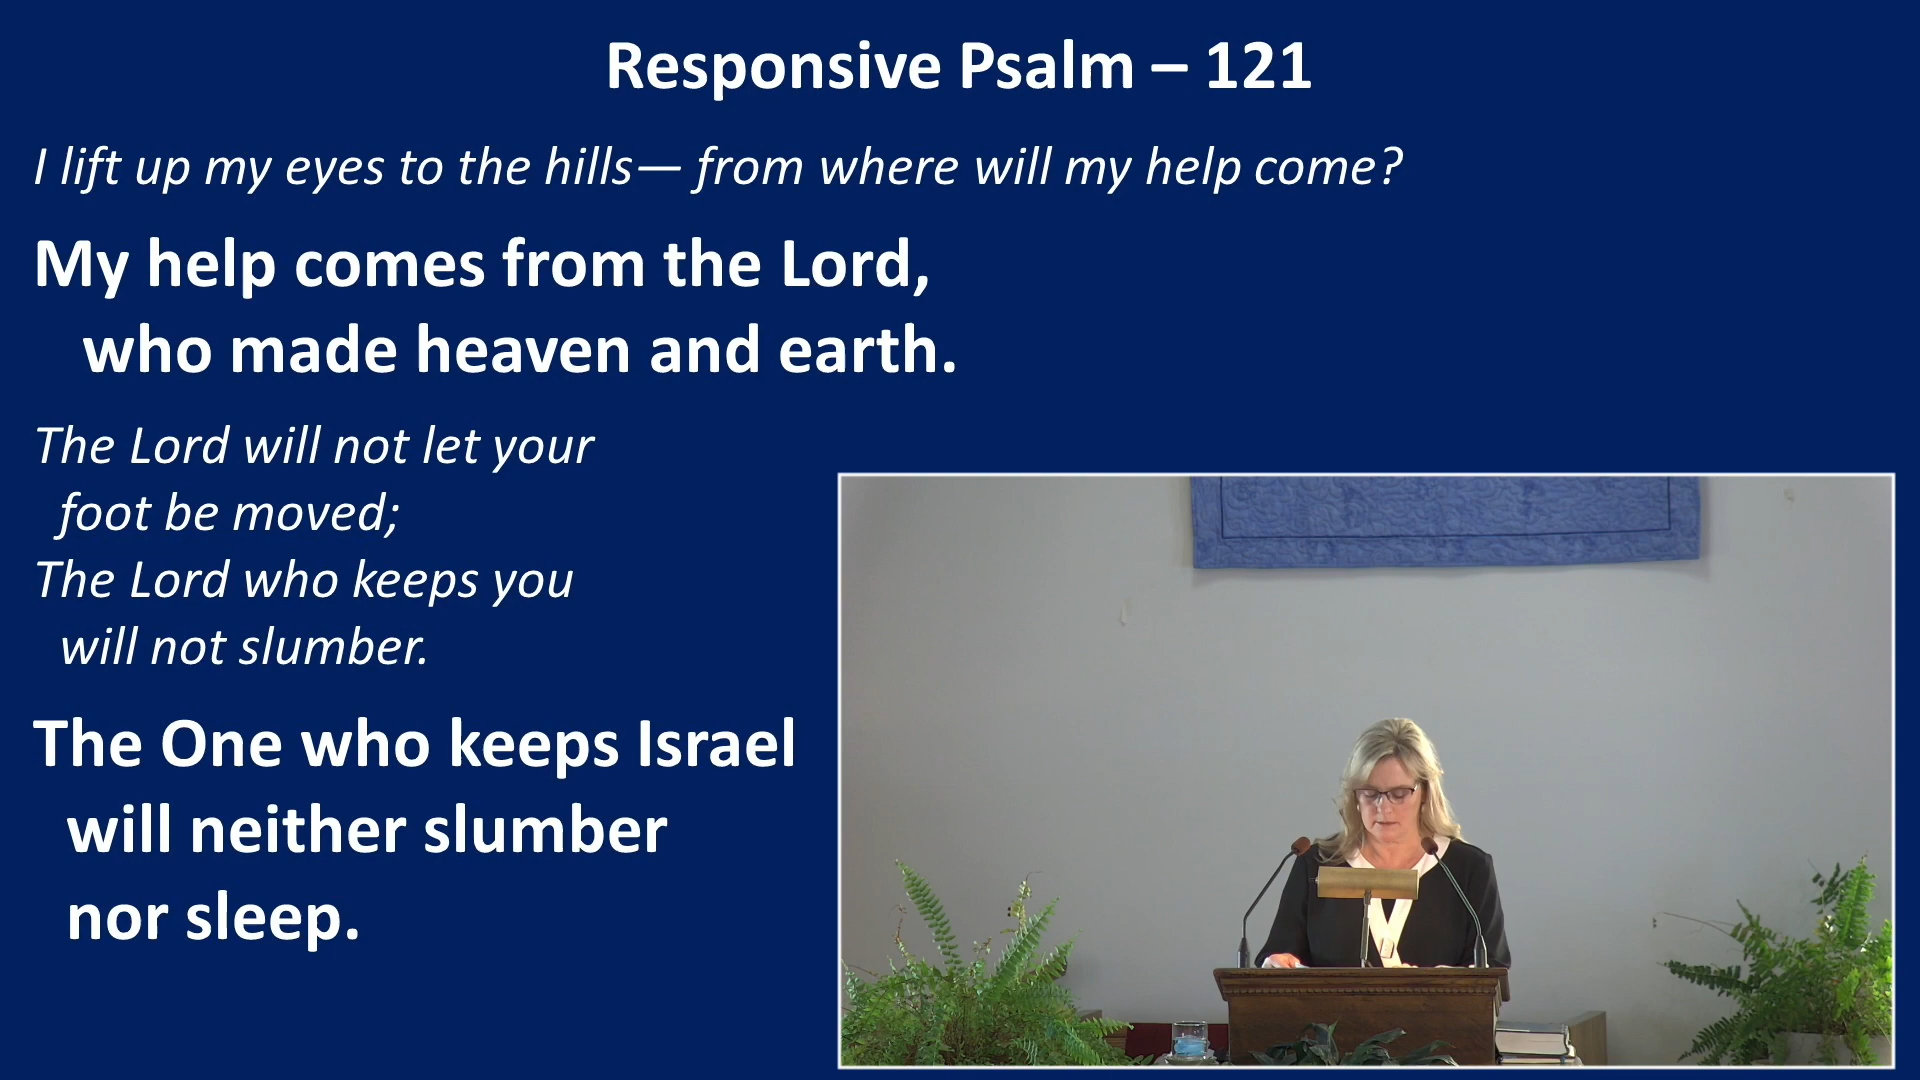 Responsive Psalm – 121
I lift up my eyes to the hills— from where will my help come?
My help comes from the Lord,
who made heaven and earth.
The Lord will not let your
foot be moved;
The Lord who keeps you
will not slumber.
The One who keeps Israel
will neither slumber
nor sleep.